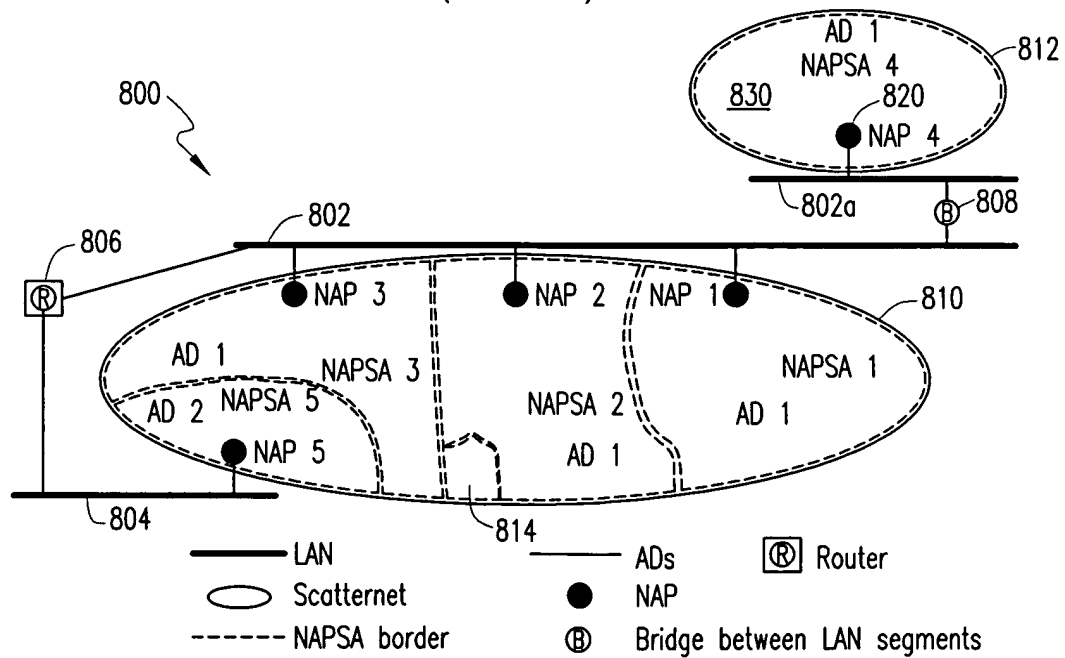 AD 1
NAPSA 4
812
830
820
NAP 4
800
802a
808
B
802
806
R
NAP 3
NAP 2
NAP 1
810
AD 1
NAPSA 3
NAPSA 1
NAPSA 5
NAPSA 2
AD 2
AD 1
NAP 5
AD 1
804
814
LAN
ADs
R Router
Scatternet
NAP
NAPSA border
B Bridge between LAN segments